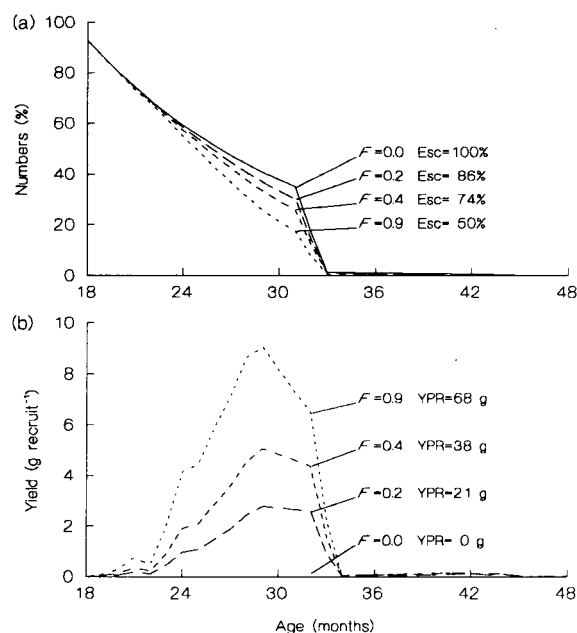 (a)
100
80
60
40
20
0
Numbers (%)
F=0.0 Esc=100%
F=0.2 Esc= 86%
F=0.4 Esc= 74%
F=0.9 Esc= 50%
18 24 30 36 42 48
(b)
10
8
6
4
2
0
Yield (g recruit⁻¹)
F=0.9 YPR=68 g
F=0.4 YPR=38 g
F=0.2 YPR=21 g
F=0.0 YPR= 0 g
18 24 30 36 42 48
Age (months)